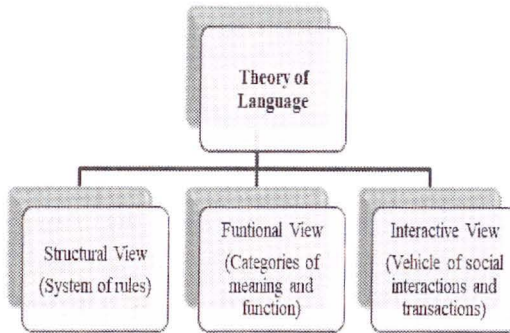 Theory of
Language
Structural View
(System of rules)
Funtional View
(Categories of
meaning and
function)
Interactive View
(Vehicle of social
interactions and
transactions)